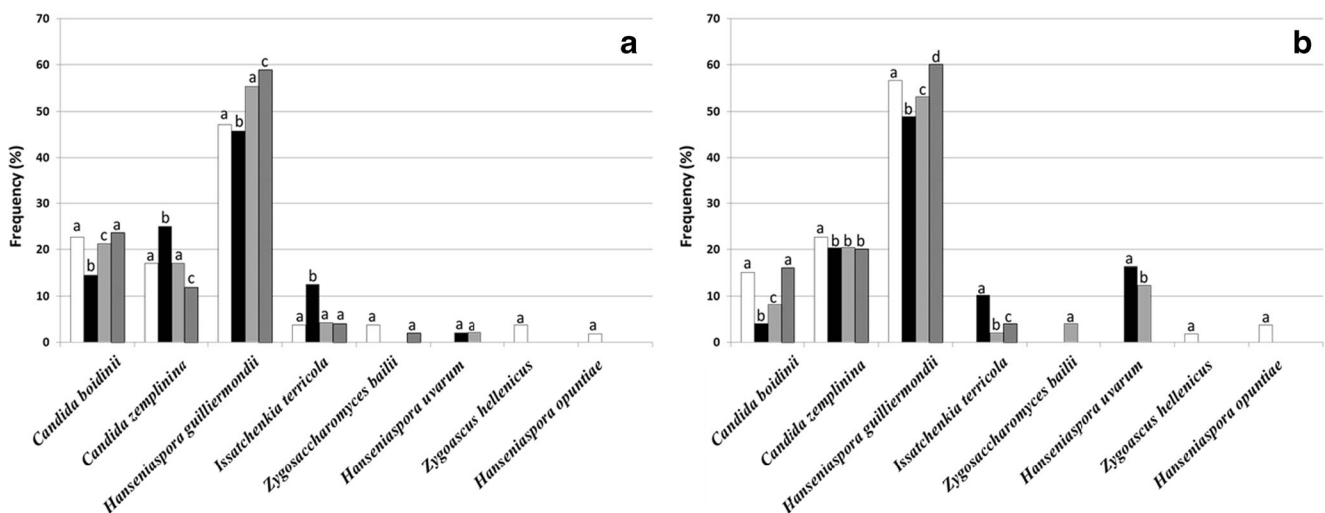 a
70
60
50
40
30
20
10
0
Frequency (%)
a b c a
a b a c
a b a c
a b a a
a a
a a
a
a
Candida boidinii
Candida zemplinina
Hanseniaspora guilliermondii
Issatchenkia terricola
Zygosaccharomyces bailii
Hanseniaspora uvarum
Zygoascus hellenicus
Hanseniaspora opuntiae
b
70
60
50
40
30
20
10
0
Frequency (%)
a b c a
a b b b
a b c d
a b c
a
a b
a
a
Candida boidinii
Candida zemplinina
Hanseniaspora guilliermondii
Issatchenkia terricola
Zygosaccharomyces bailii
Hanseniaspora uvarum
Zygoascus hellenicus
Hanseniaspora opuntiae